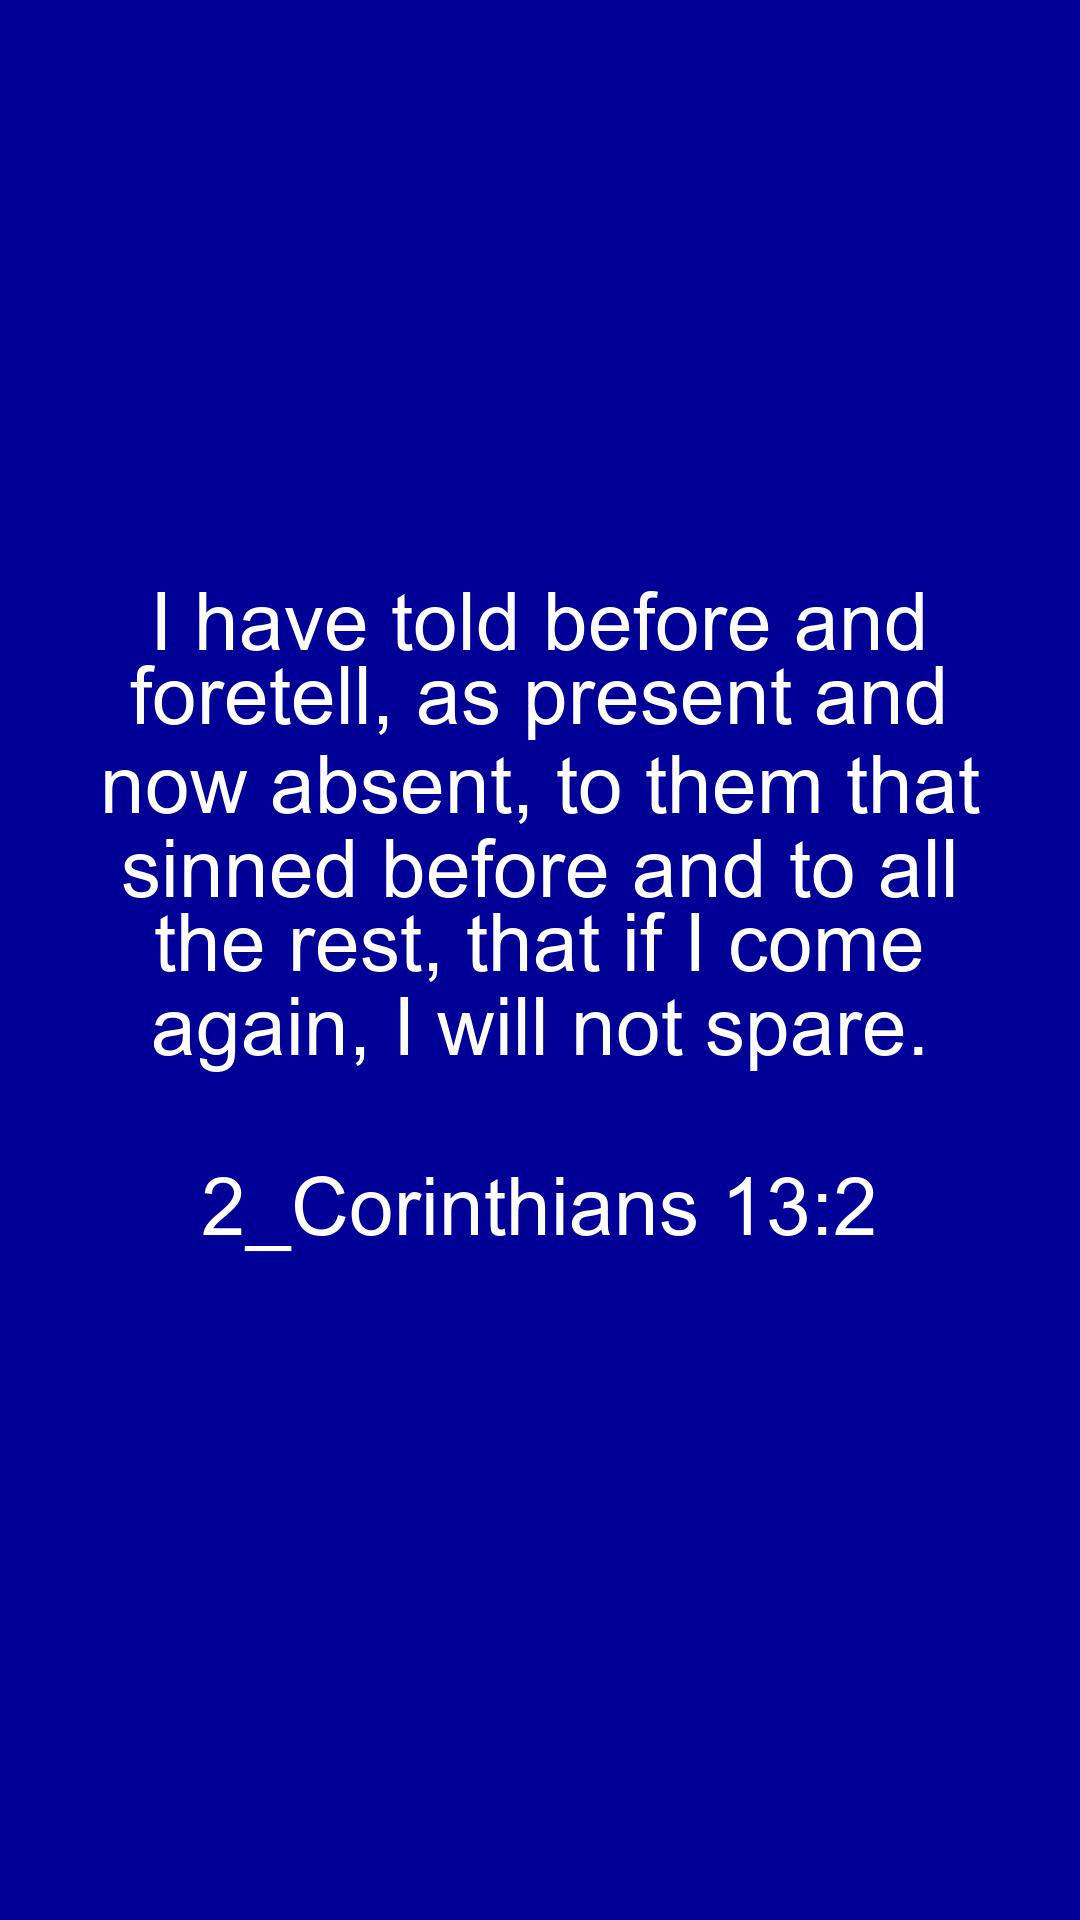 I have told before and
foretell, as present and
now absent, to them that
sinned before and to all
the rest, that if I come
again, I will not spare.
2_Corinthians 13:2